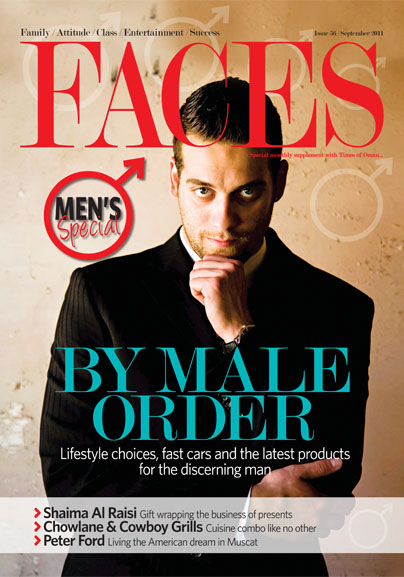 Family / Attitude / Class / Entertainment / Success
Issue 56 / September 2011
FACES
A special monthly supplement with Times of Oman...
MEN'S
Special
BY MALE
ORDER
Lifestyle choices, fast cars and the latest products
for the discerning man
Shaima Al Raisi Gift wrapping the business of presents
Chowlane & Cowboy Grills Cuisine combo like no other
Peter Ford Living the American dream in Muscat